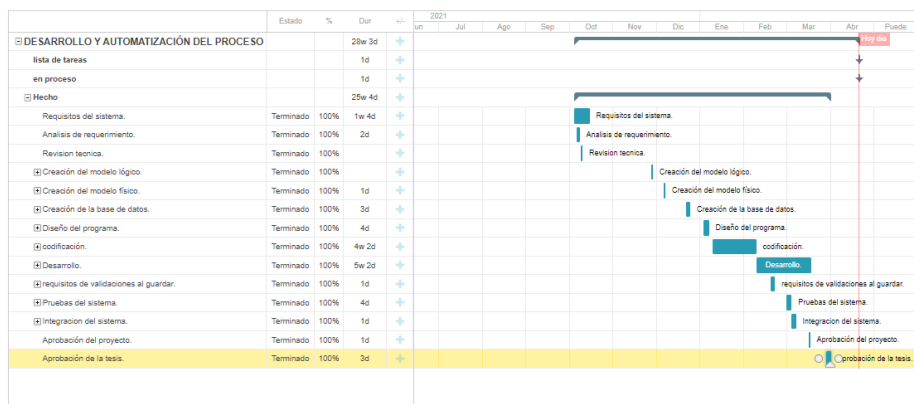 2021
Estado % Dur +/- un Jul Ago Sep Oct Nov Dic Ene Feb Mar Abr Puede
DESARROLLO Y AUTOMATIZACIÓN DEL PROCESO 28w 3d Hoy dia
lista de tareas 1d
en proceso 1d
Hecho 25w 4d
Requisitos del sistema. Terminado 100% 1w 4d Requisitos del sistema.
Analisis de requerimiento. Terminado 100% 2d Analisis de requerimiento.
Revision tecnica. Terminado 100% Revision tecnica.
Creación del modelo lógico. Terminado 100% Creación del modelo lógico.
Creación del modelo físico. Terminado 100% 1d Creación del modelo físico.
Creación de la base de datos. Terminado 100% 3d Creación de la base de datos.
Diseño del programa. Terminado 100% 4d Diseño del programa.
codificación. Terminado 100% 4w 2d codificación.
Desarrollo. Terminado 100% 5w 2d Desarrollo.
requisitos de validaciones al guardar. Terminado 100% 1d requisitos de validaciones al guardar.
Pruebas del sistema. Terminado 100% 4d Pruebas del sistema.
Integracion del sistema. Terminado 100% 1d Integracion del sistema.
Aprobación del proyecto. Terminado 100% 1d Aprobación del proyecto.
Aprobación de la tesis. Terminado 100% 3d probación de la tesis.